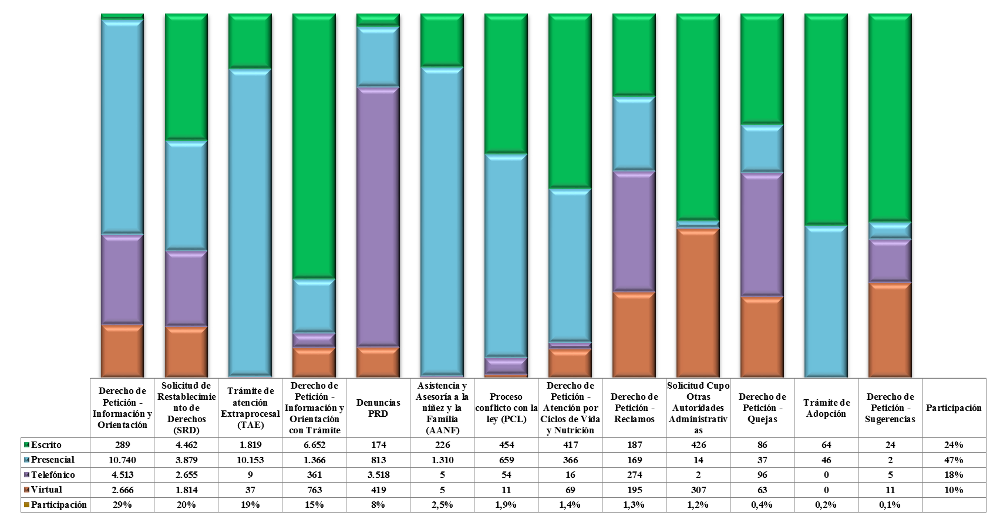 Derecho de
Petición -
Información y
Orientación
Solicitud de
Restablecimie
nto de
Derechos
(SRD)
Trámite de
atención
Extraprocesal
(TAE)
Derecho de
Petición -
Información y
Orientación
con Trámite
Denuncias
PRD
Asistencia y
Asesoría a la
niñez y la
Familia
(AANF)
Proceso
conflicto con la
ley (PCL)
Derecho de
Petición -
Atención por
Ciclos de Vida
y Nutrición
Derecho de
Petición -
Reclamos
Solicitud Cupo
Otras
Autoridades
Administrativ
as
Derecho de
Petición -
Quejas
Trámite de
Adopción
Derecho de
Petición -
Sugerencias
Participación
Escrito 289 4.462 1.819 6.652 174 226 454 417 187 426 86 64 24 24%
Presencial 10.740 3.879 10.153 1.366 813 1.310 659 366 169 14 37 46 2 47%
Telefónico 4.513 2.655 9 361 3.518 5 54 16 274 2 96 0 5 18%
Virtual 2.666 1.814 37 763 419 5 11 69 195 307 63 0 11 10%
Participación 29% 20% 19% 15% 8% 2,5% 1,9% 1,4% 1,3% 1,2% 0,4% 0,2% 0,1%